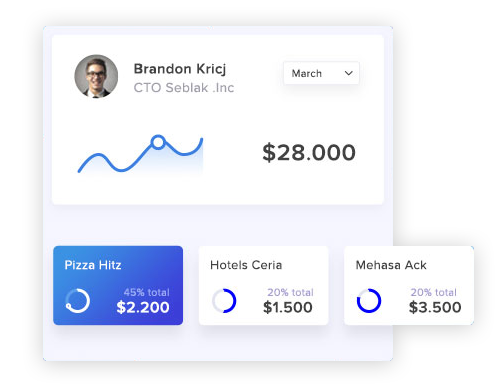 Brandon Kricj
CTO Seblak .Inc
March
$28.000
Pizza Hitz
45% total
$2.200
Hotels Ceria
20% total
$1.500
Mehasa Ack
20% total
$3.500